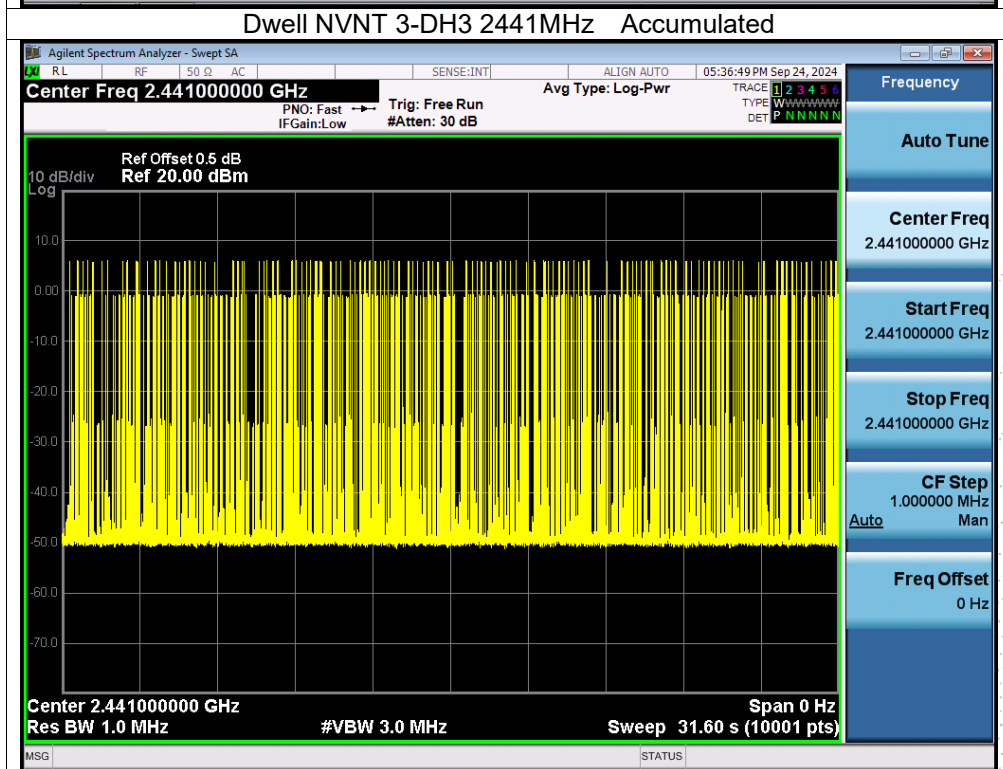 Dwell NVNT 3-DH3 2441MHz Accumulated
Agilent Spectrum Analyzer - Swept SA
LXI RL RF 50 Ω AC SENSE:INT ALIGN AUTO 05:36:49 PM Sep 24, 2024
Center Freq 2.441000000 GHz
PNO: Fast
IFGain:Low
Trig: Free Run
#Atten: 30 dB
Avg Type: Log-Pwr
TRACE 1 2 3 4 5 6
TYPE WWWWWW
DET P N N N N N
Ref Offset 0.5 dB
10 dB/div Ref 20.00 dBm
Log
10.0
0.00
-10.0
-20.0
-30.0
-40.0
-50.0
-60.0
-70.0
Center 2.441000000 GHz Span 0 Hz
Res BW 1.0 MHz #VBW 3.0 MHz Sweep 31.60 s (10001 pts)
MSG STATUS
Frequency
Auto Tune
Center Freq
2.441000000 GHz
Start Freq
2.441000000 GHz
Stop Freq
2.441000000 GHz
CF Step
1.000000 MHz
Auto Man
Freq Offset
0 Hz